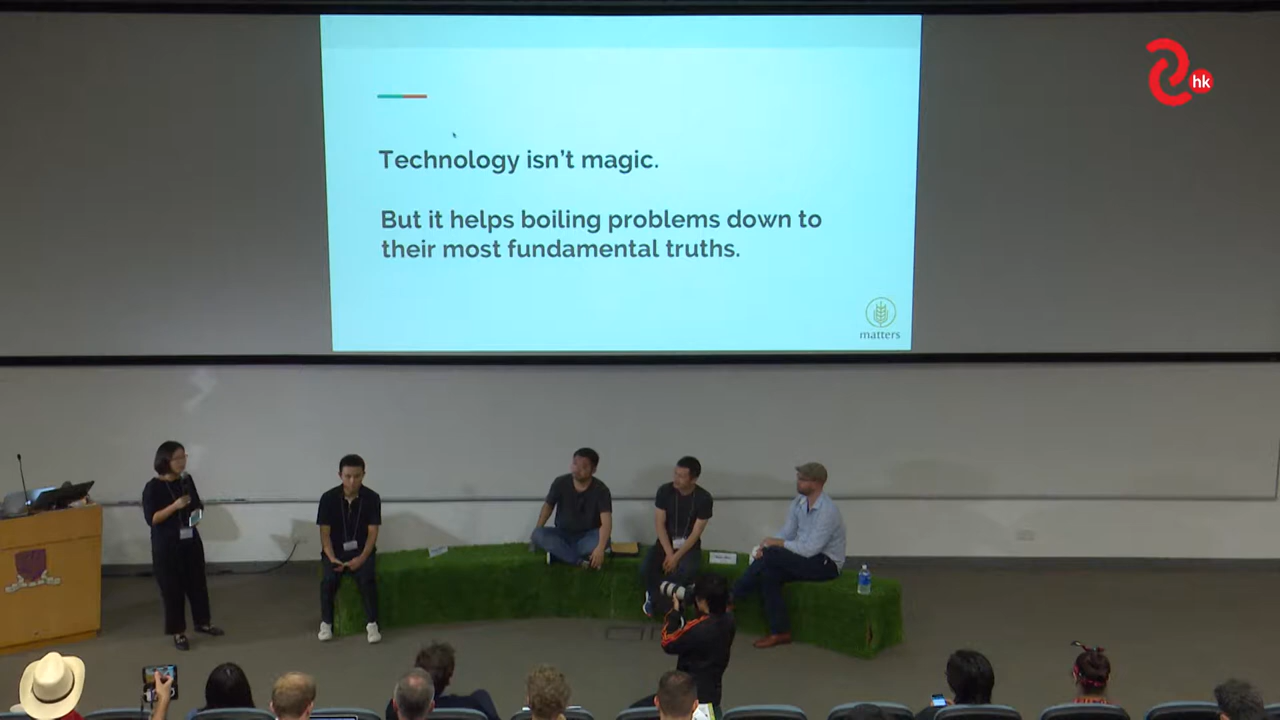 hk
Technology isn't magic.
But it helps boiling problems down to
their most fundamental truths.
matters